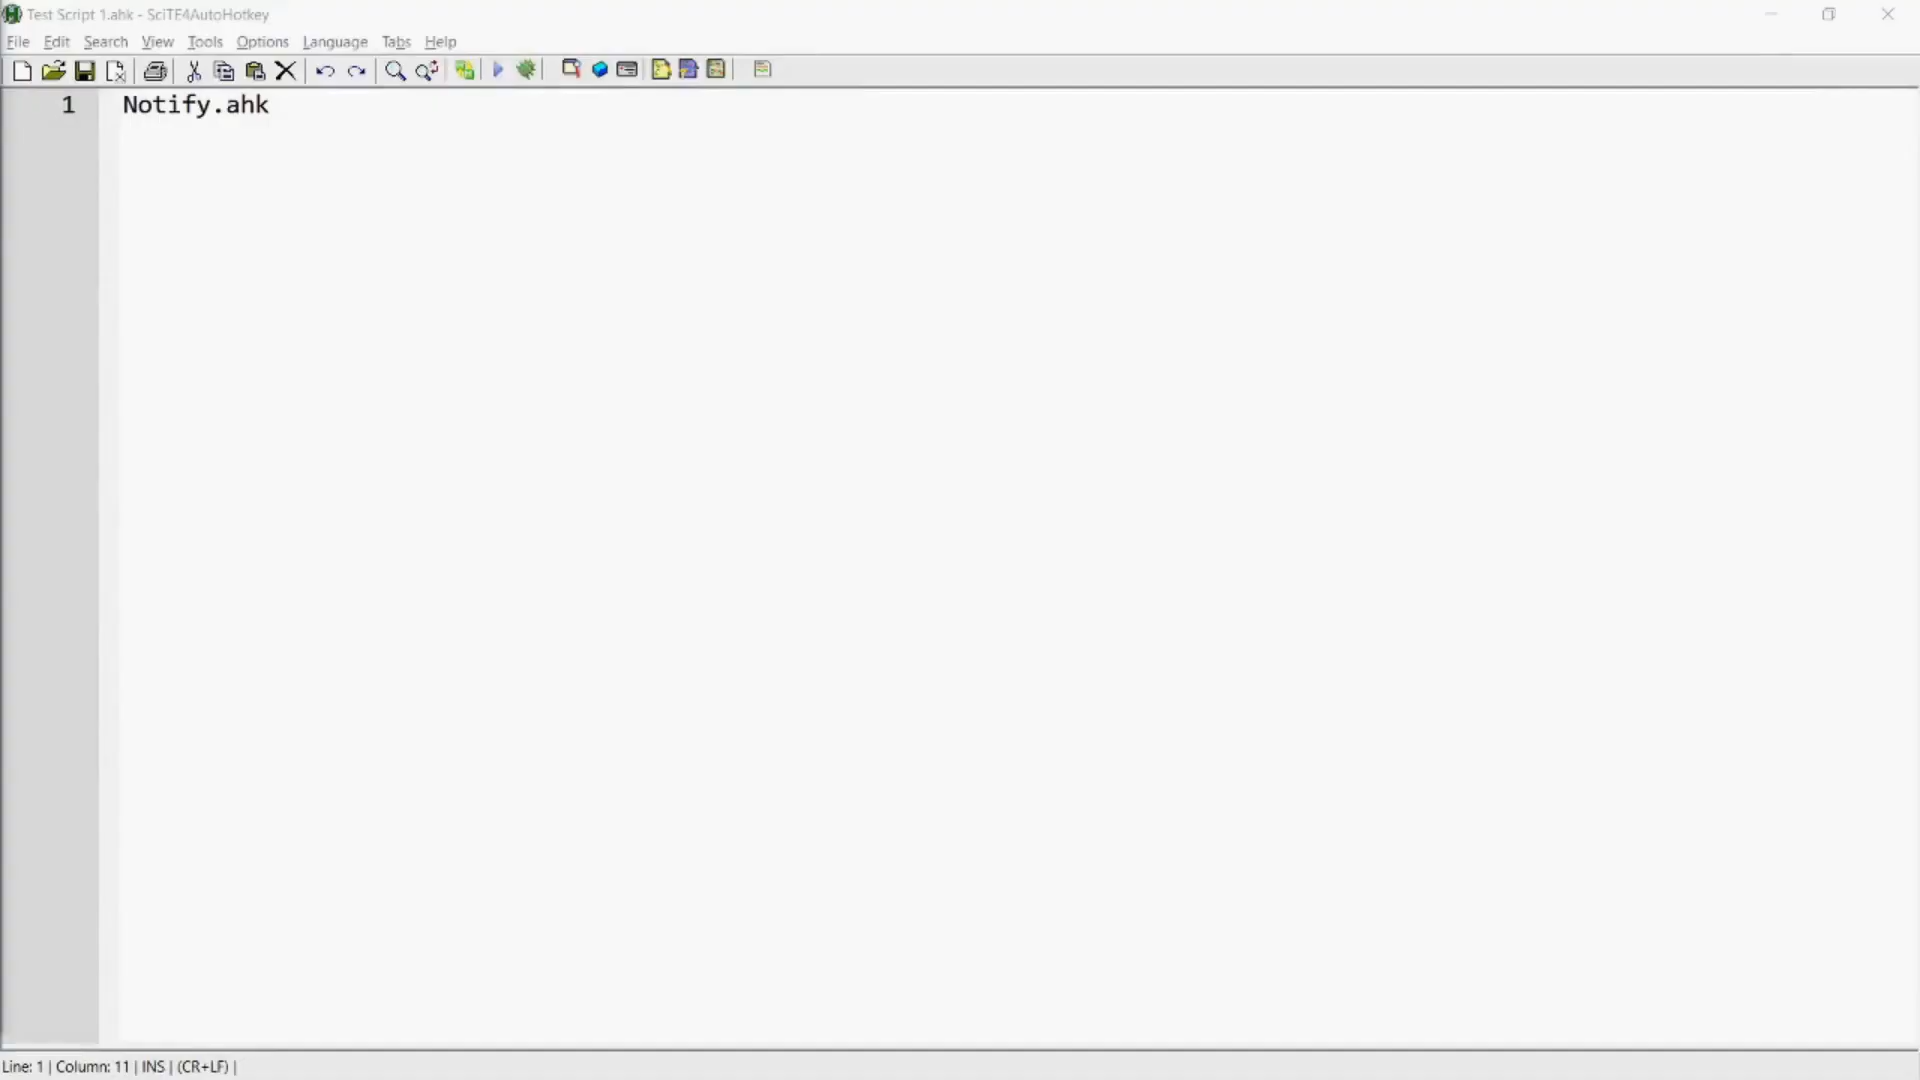 Test Script 1.ahk - SciTE4AutoHotkey
File Edit Search View Tools Options Language Tabs Help
1 Notify.ahk
Line: 1 | Column: 11 | INS | (CR+LF) |